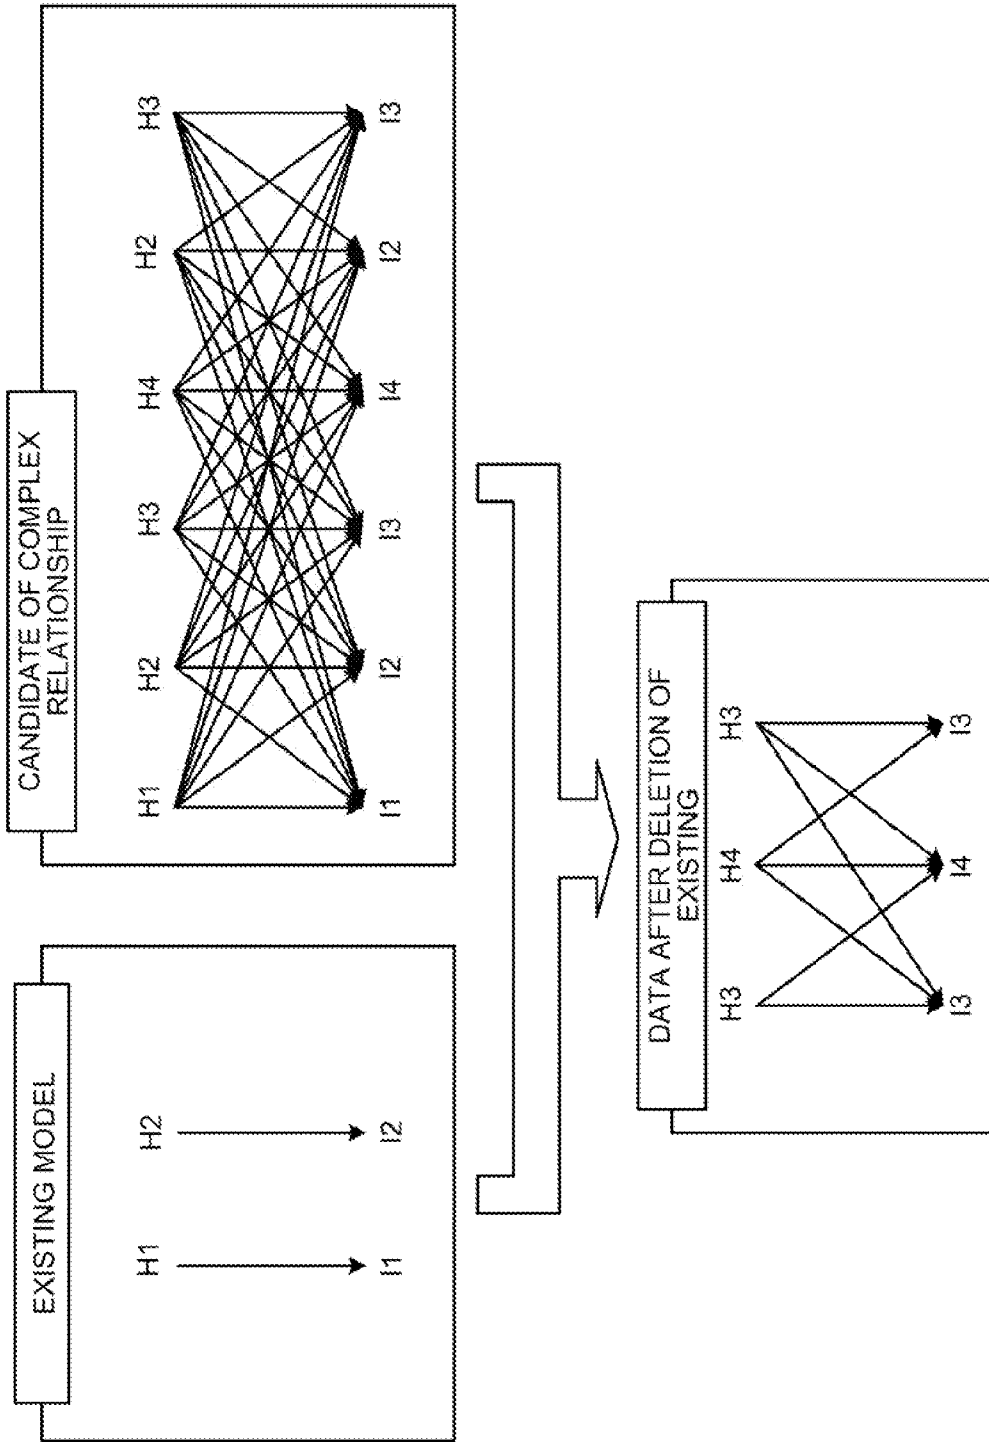 EXISTING MODEL
H1 H2
I1 I2
CANDIDATE OF COMPLEX
RELATIONSHIP
H1 H2 H3 H4 H2 H3
I1 I2 I3 I4 I2 I3
DATA AFTER DELETION OF
EXISTING
H3 H4 H3
I3 I4 I3